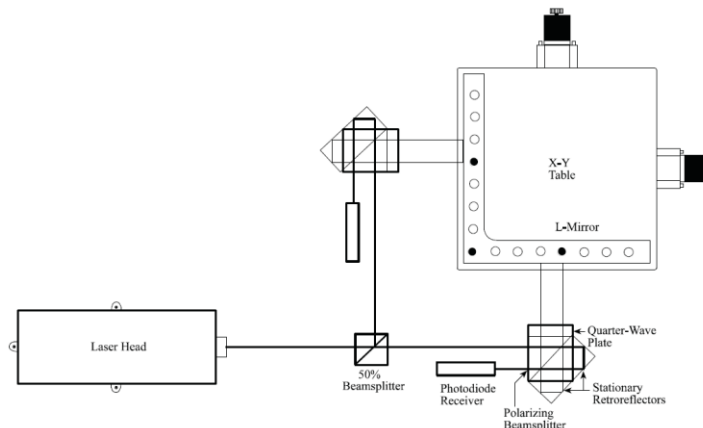 X-Y
Table
L-Mirror
Laser Head
Quarter-Wave
Plate
50%
Beamsplitter
Photodiode
Receiver
Stationary
Retroreflectors
Polarizing
Beamsplitter